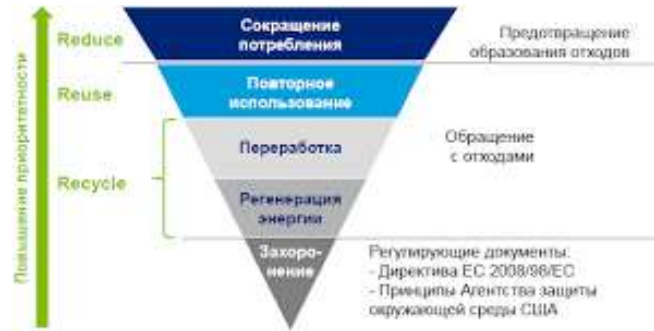 Повышение приоритетности
Reduce
Сокращение
потребления
Предотвращение
образования отходов
Reuse
Повторное
использование
Recycle
Переработка
Обращение
с отходами
Регенерация
энергии
Захоро-
нение
Регулирующие документы:
- Директива ЕС 2008/98/ЕС
- Принципы Агентства защиты
окружающей среды США